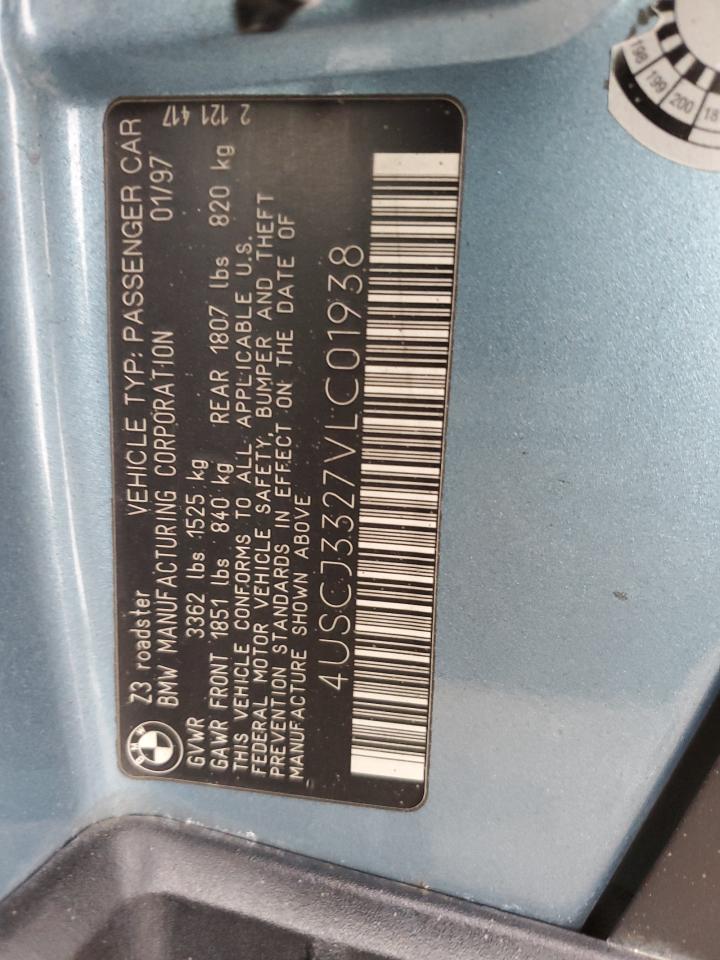 Z3 roadster VEHICLE TYP: PASSENGER CAR
BMW MANUFACTURING CORPORATION 01/97
GVWR 3362 lbs 1525 kg
GAWR FRONT 1851 lbs 840 kg REAR 1807 lbs 820 kg
THIS VEHICLE CONFORMS TO ALL APPLICABLE U.S.
FEDERAL MOTOR VEHICLE SAFETY, BUMPER AND THEFT
PREVENTION STANDARDS IN EFFECT ON THE DATE OF
MANUFACTURE SHOWN ABOVE
4USCJ3327VLC01938
2 121 417
BMW
198 199 200 18